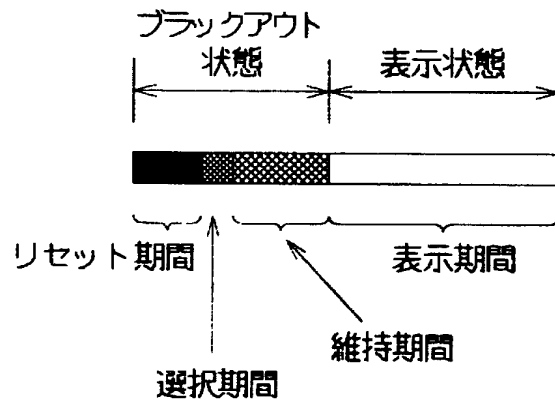 ブラックアウト
状態
表示状態
リセット期間
表示期間
維持期間
選択期間